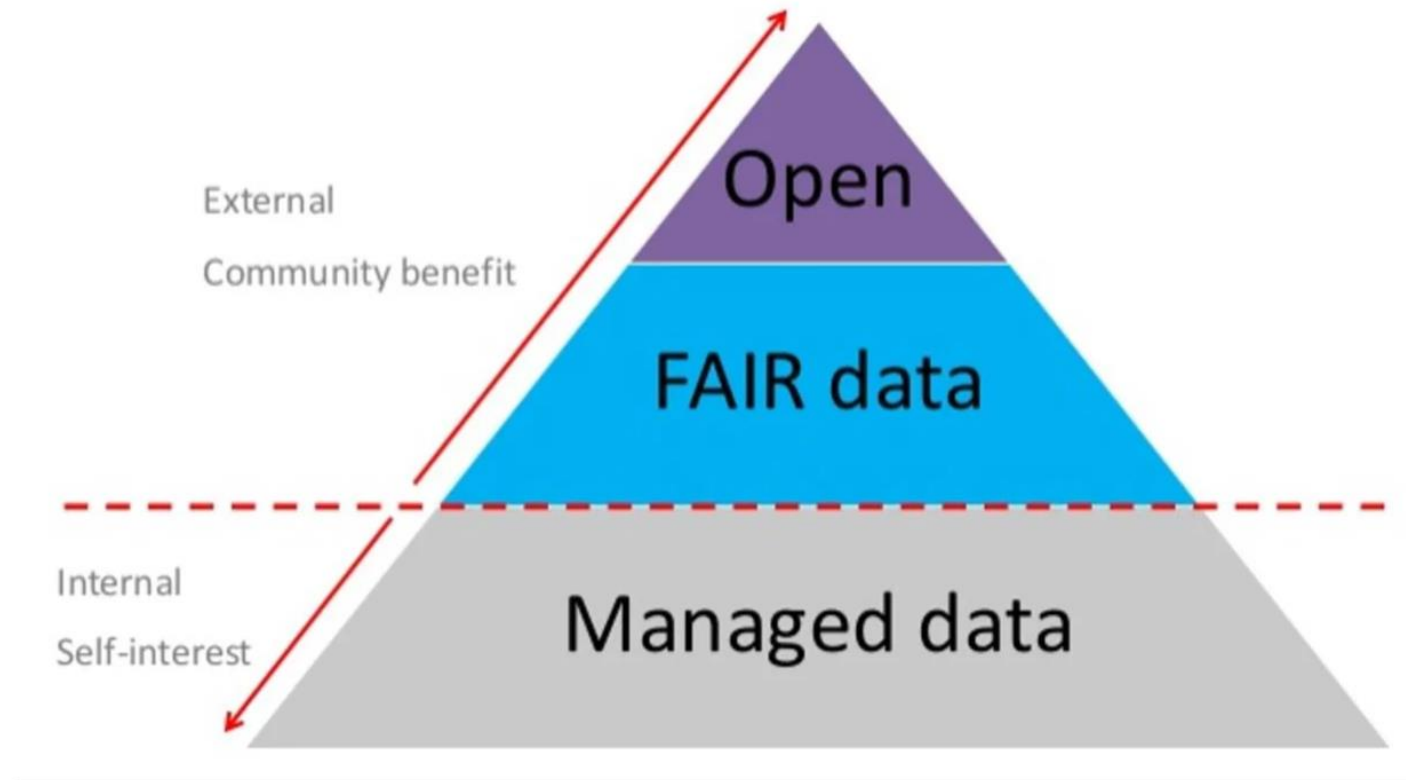 Open
External
Community benefit
FAIR data
Internal
Self-interest
Managed data